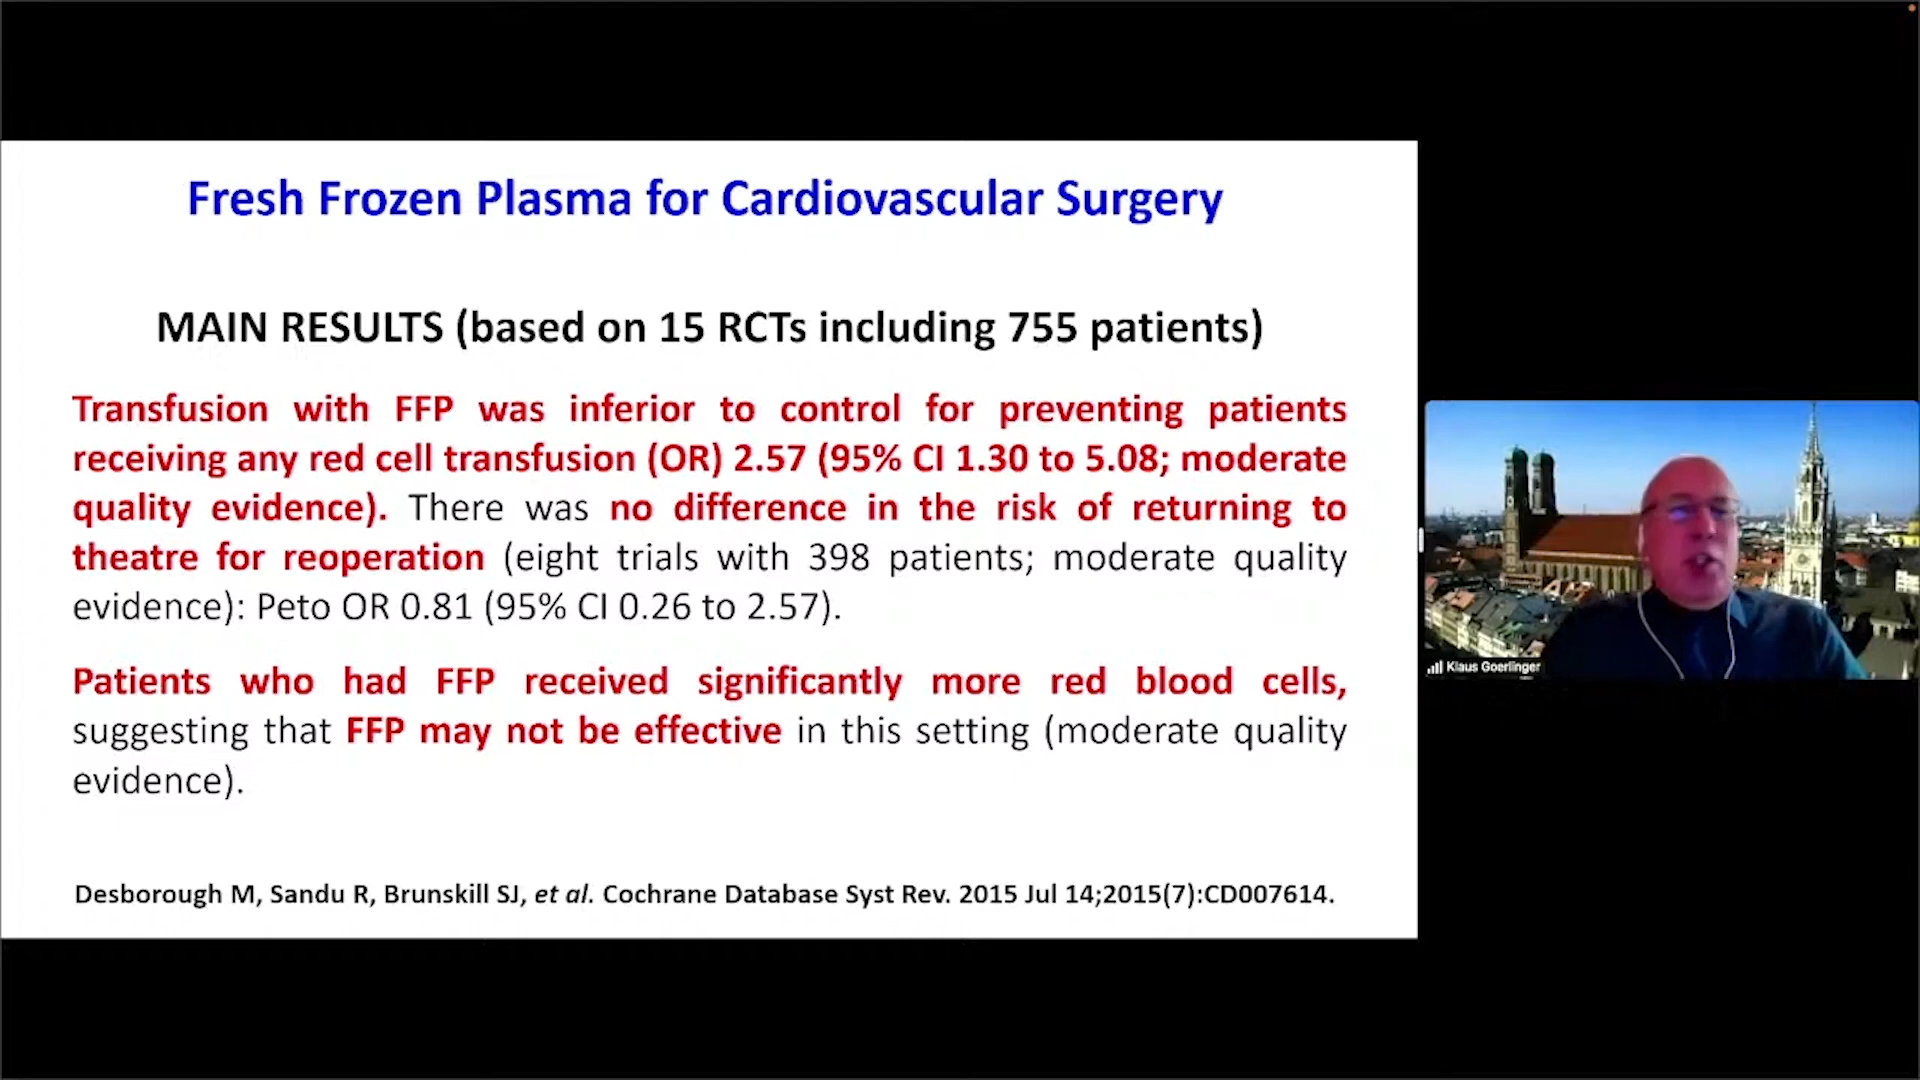 Fresh Frozen Plasma for Cardiovascular Surgery
MAIN RESULTS (based on 15 RCTs including 755 patients)
Transfusion with FFP was inferior to control for preventing patients
receiving any red cell transfusion (OR) 2.57 (95% CI 1.30 to 5.08; moderate
quality evidence). There was no difference in the risk of returning to
theatre for reoperation (eight trials with 398 patients; moderate quality
evidence): Peto OR 0.81 (95% CI 0.26 to 2.57).
Patients who had FFP received significantly more red blood cells,
suggesting that FFP may not be effective in this setting (moderate quality
evidence).
Desborough M, Sandu R, Brunskill SJ, et al. Cochrane Database Syst Rev. 2015 Jul 14;2015(7):CD007614.
Klaus Goerlinger